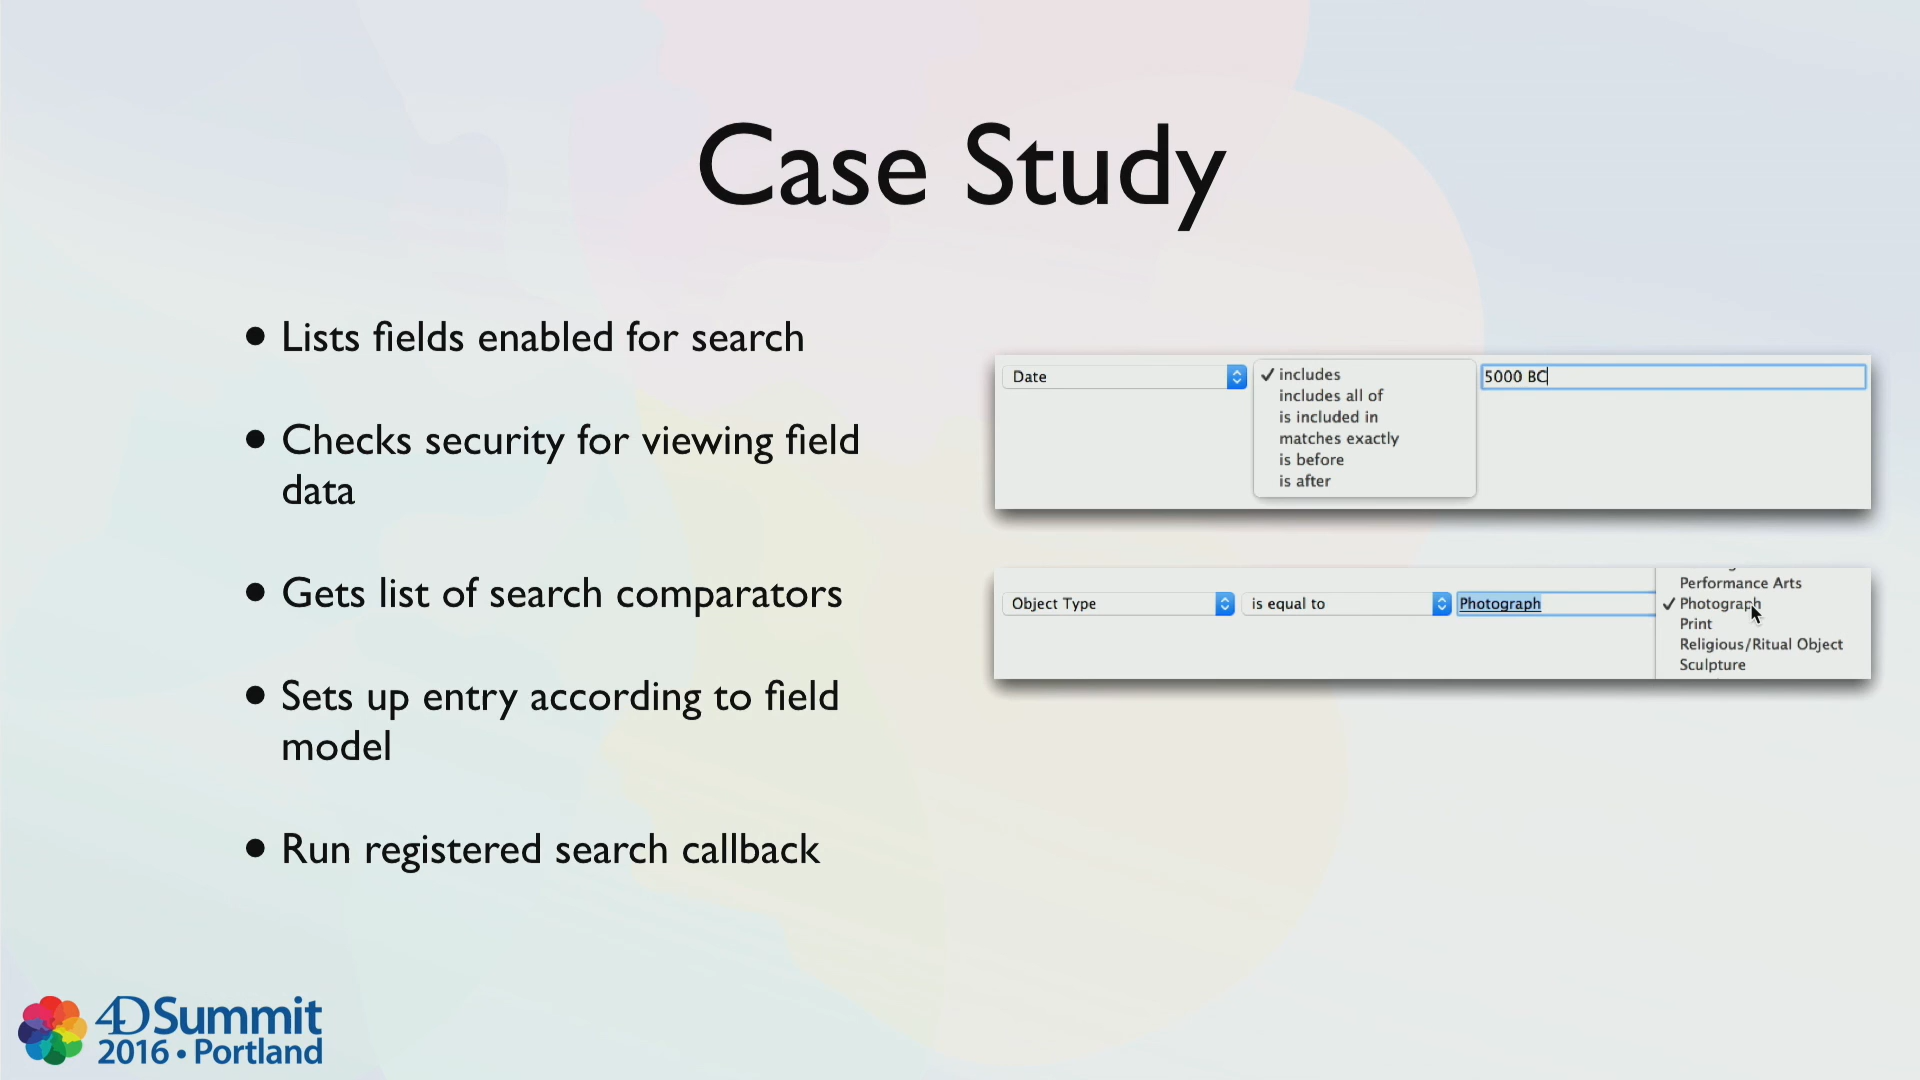 Case Study
• Lists fields enabled for search
• Checks security for viewing field
data
• Gets list of search comparators
• Sets up entry according to field
model
• Run registered search callback
Date
✓ includes
includes all of
is included in
matches exactly
is before
is after
5000 BC
Object Type
is equal to
Photograph
Performance Arts
✓ Photograph
Print
Religious/Ritual Object
Sculpture
4D Summit
2016 • Portland